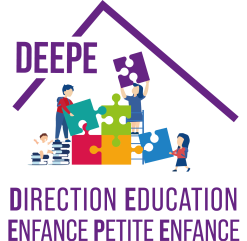 DEEPE
DIRECTION EDUCATION
ENFANCE PETITE ENFANCE